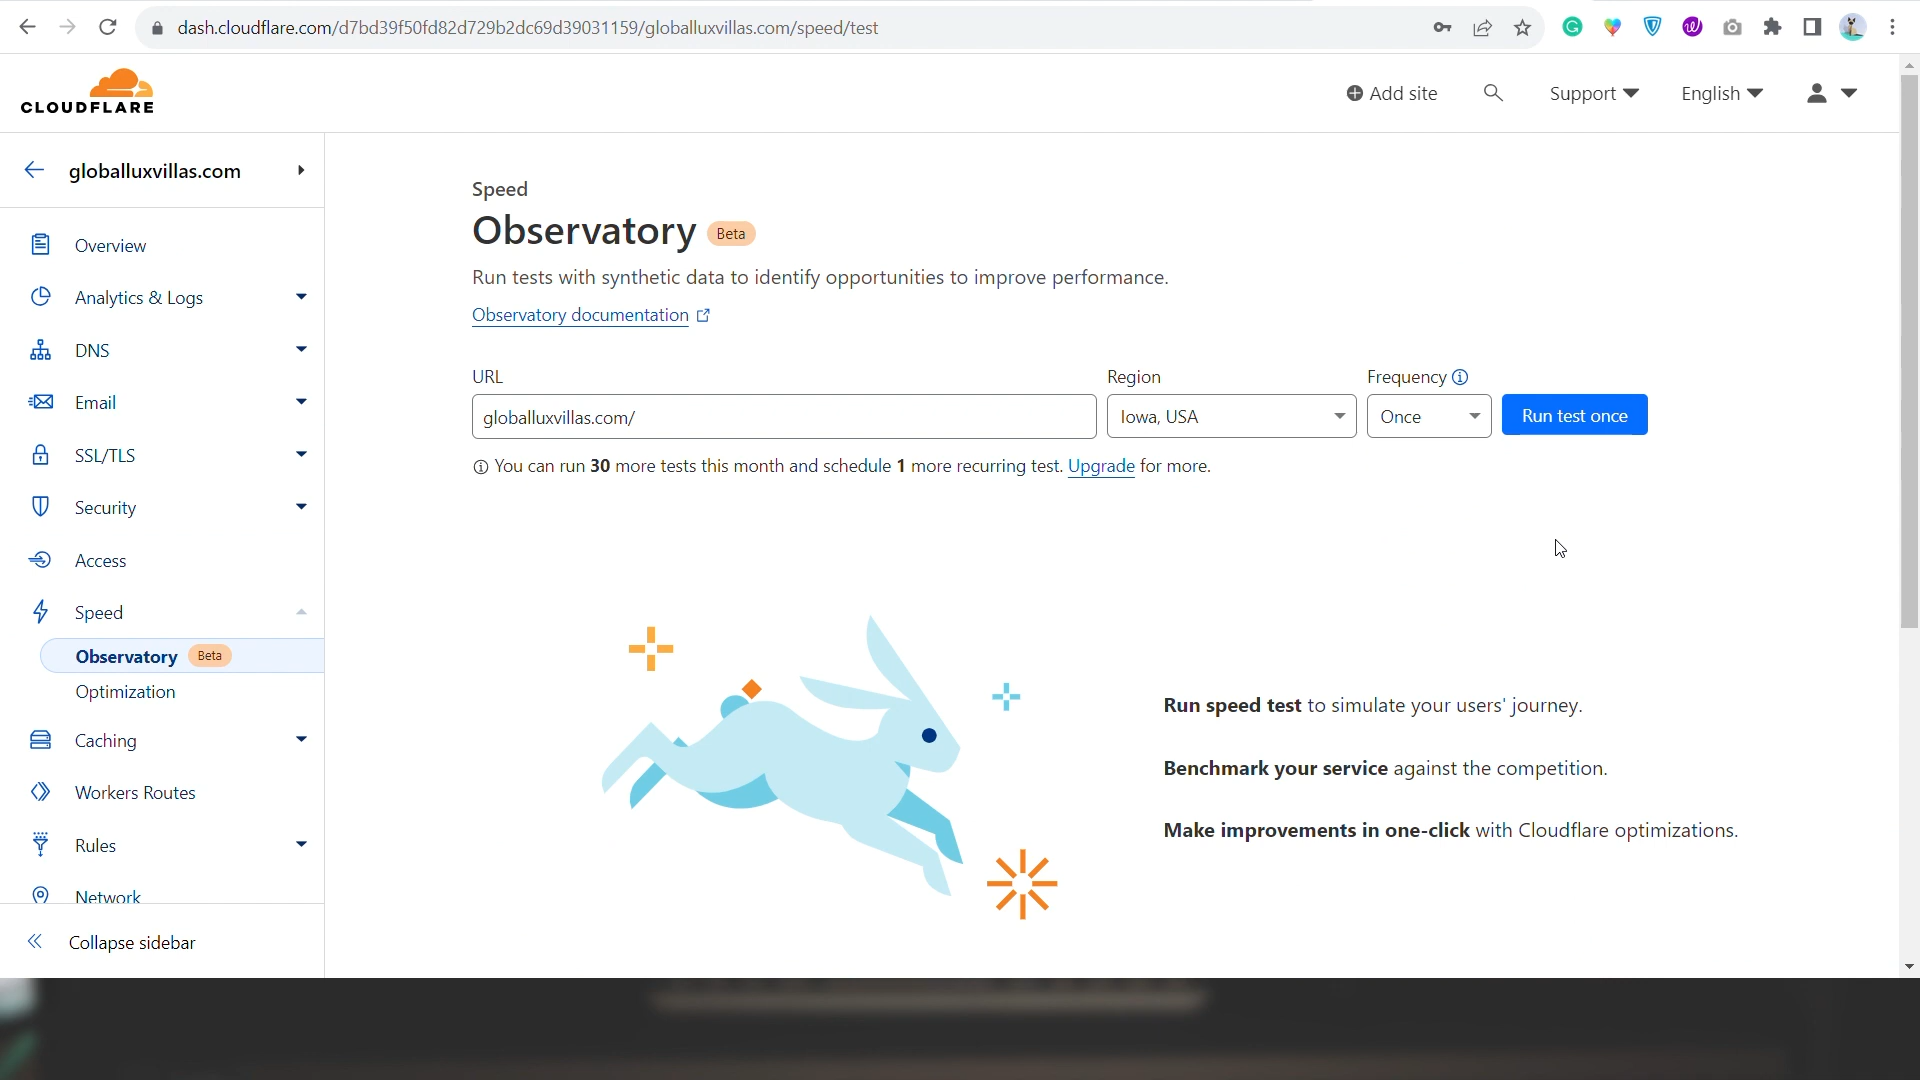 dash.cloudflare.com/d7bd39f50fd82d729b2dc69d39031159/globalluxvillas.com/speed/test
CLOUDFLARE
Add site
Support
English
globalluxvillas.com
Overview
Analytics & Logs
DNS
Email
SSL/TLS
Security
Access
Speed
Observatory Beta
Optimization
Caching
Workers Routes
Rules
Network
Collapse sidebar
Speed
Observatory Beta
Run tests with synthetic data to identify opportunities to improve performance.
Observatory documentation
URL Region Frequency
globalluxvillas.com/ Iowa, USA Once Run test once
You can run 30 more tests this month and schedule 1 more recurring test. Upgrade for more.
Run speed test to simulate your users' journey.
Benchmark your service against the competition.
Make improvements in one-click with Cloudflare optimizations.